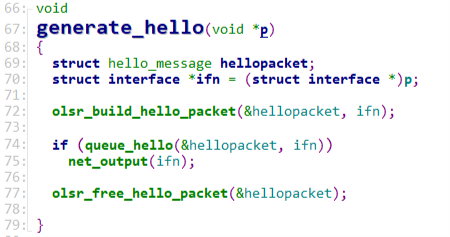 66: void
67: generate_hello(void *p)
68: {
69:   struct hello_message hellopacket;
70:   struct interface *ifn = (struct interface *)p;
71:
72:   olsr_build_hello_packet(&hellopacket, ifn);
73:
74:   if (queue_hello(&hellopacket, ifn))
75:     net_output(ifn);
76:
77:   olsr_free_hello_packet(&hellopacket);
78:
79: }